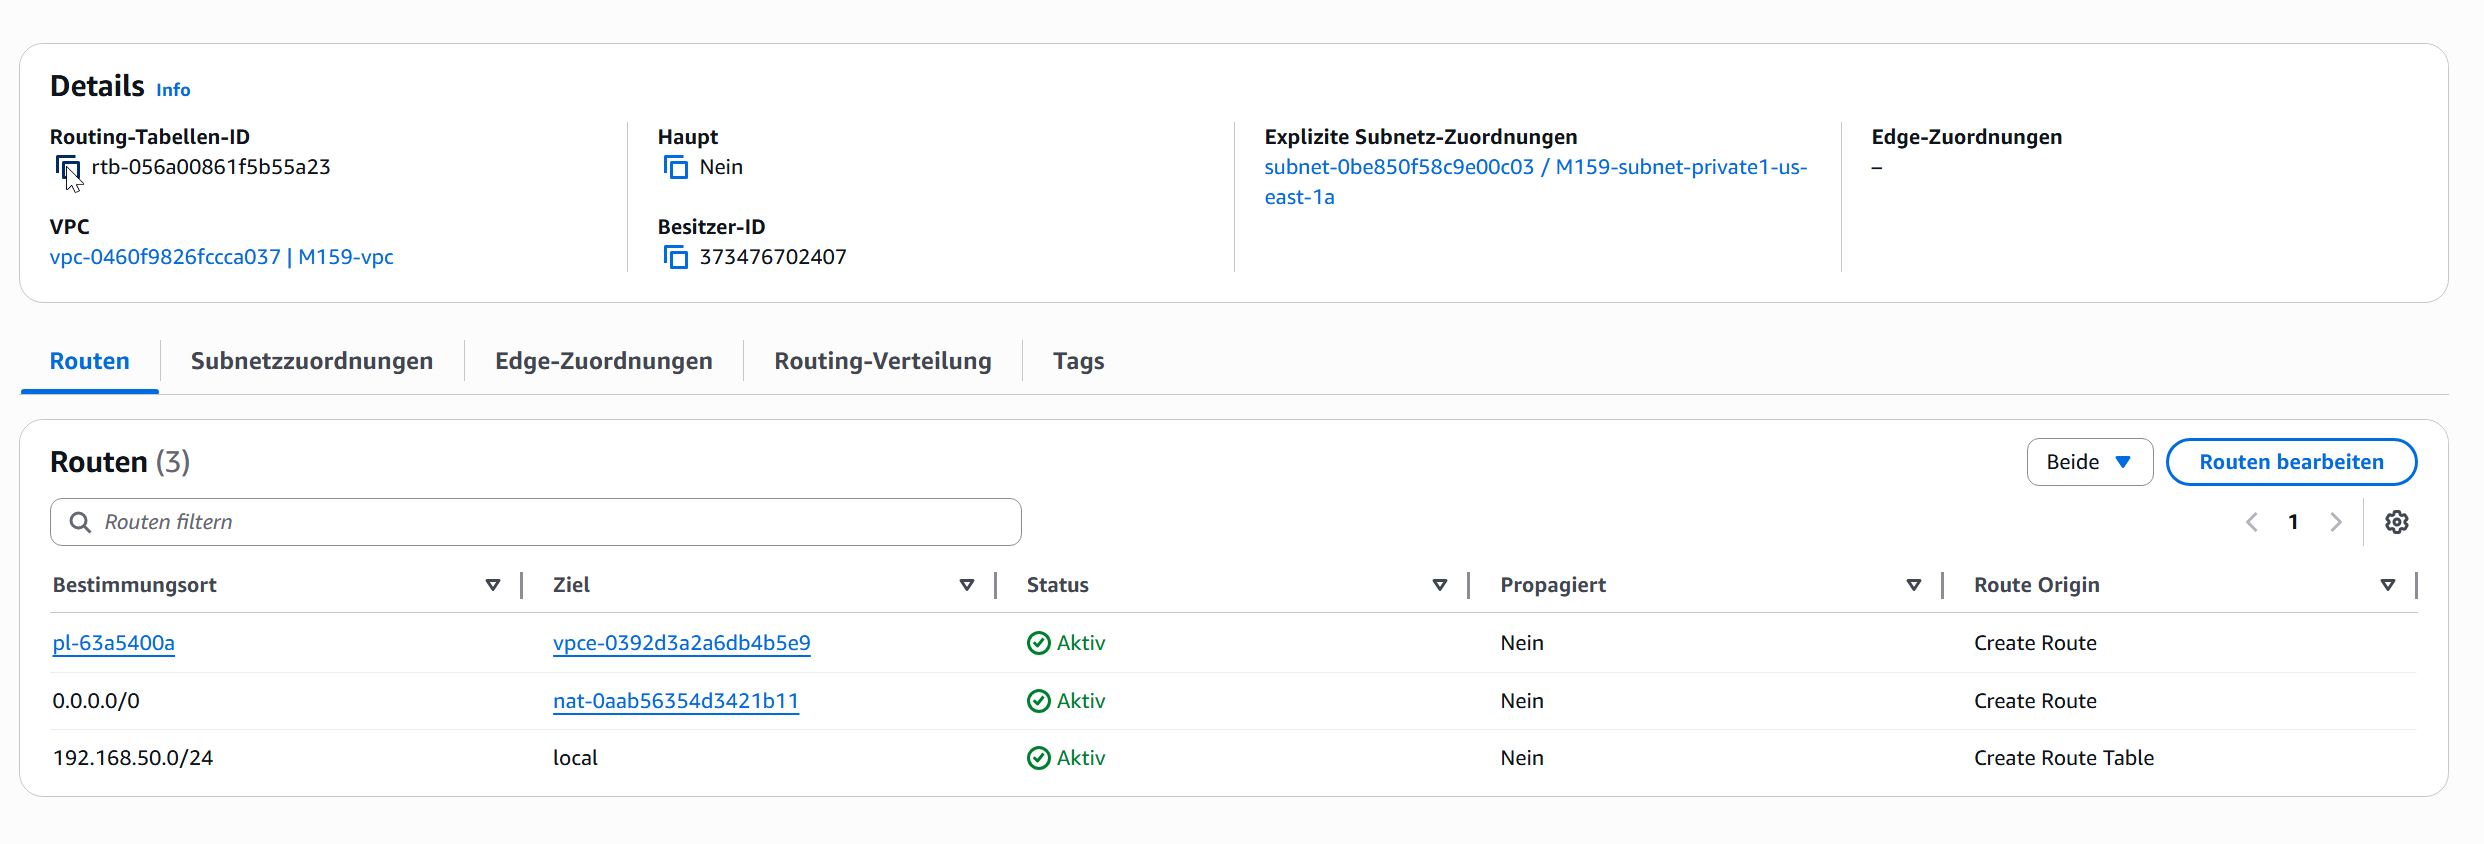 Details Info
Routing-Tabellen-ID
rtb-056a00861f5b55a23
VPC
vpc-0460f9826fccca037 | M159-vpc
Haupt
Nein
Besitzer-ID
373476702407
Explizite Subnetz-Zuordnungen
subnet-0be850f58c9e00c03 / M159-subnet-private1-us-
east-1a
Edge-Zuordnungen
–
Routen Subnetzzuordnungen Edge-Zuordnungen Routing-Verteilung Tags
Routen (3)
Beide Routen bearbeiten
Routen filtern
1
Bestimmungsort Ziel Status Propagiert Route Origin
pl-63a5400a vpce-0392d3a2a6db4b5e9 Aktiv Nein Create Route
0.0.0.0/0 nat-0aab56354d3421b11 Aktiv Nein Create Route
192.168.50.0/24 local Aktiv Nein Create Route Table